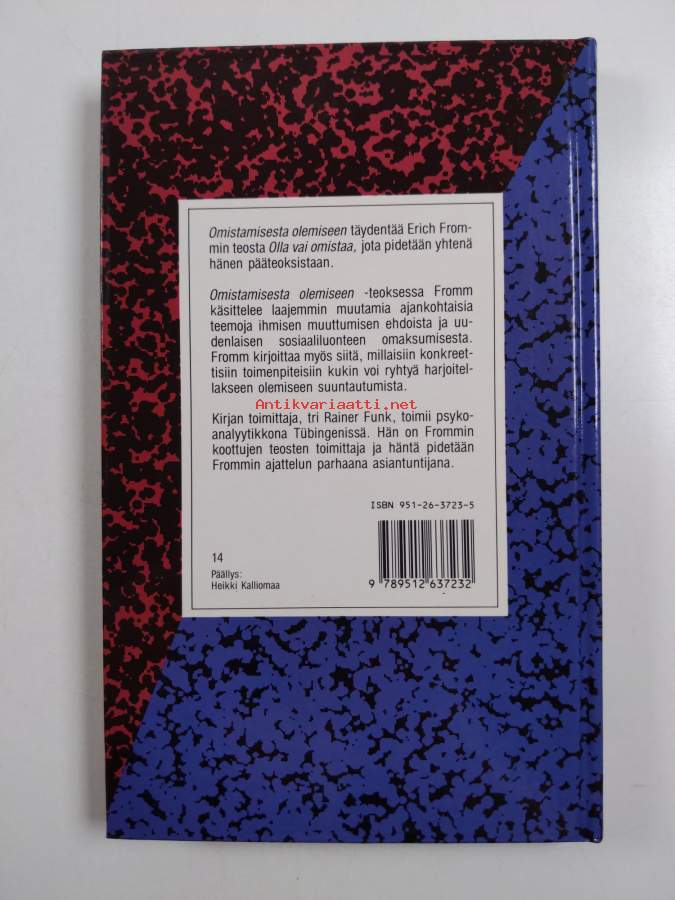 Omistamisesta olemiseen täydentää Erich From-
min teosta Olla vai omistaa, jota pidetään yhtenä
hänen pääteoksistaan.
Omistamisesta olemiseen -teoksessa Fromm
käsittelee laajemmin muutamia ajankohtaisia
teemoja ihmisen muuttumisen ehdoista ja uu-
denlaisen sosiaaliluonteen omaksumisesta.
Fromm kirjoittaa myös siitä, millaisiin konkreet-
tisiin toimenpiteisiin kukin voi ryhtyä harjoitel-
lakseen olemiseen suuntautumista.
Antikvariaatti.net
Kirjan toimittaja, tri Rainer Funk, toimii psyko-
analyytikkona Tübingenissä. Hän on Frommin
koottujen teosten toimittaja ja häntä pidetään
Frommin ajattelun parhaana asiantuntijana.
ISBN 951-26-3723-5
14
Päällys:
Heikki Kalliomaa
9 789512 637232